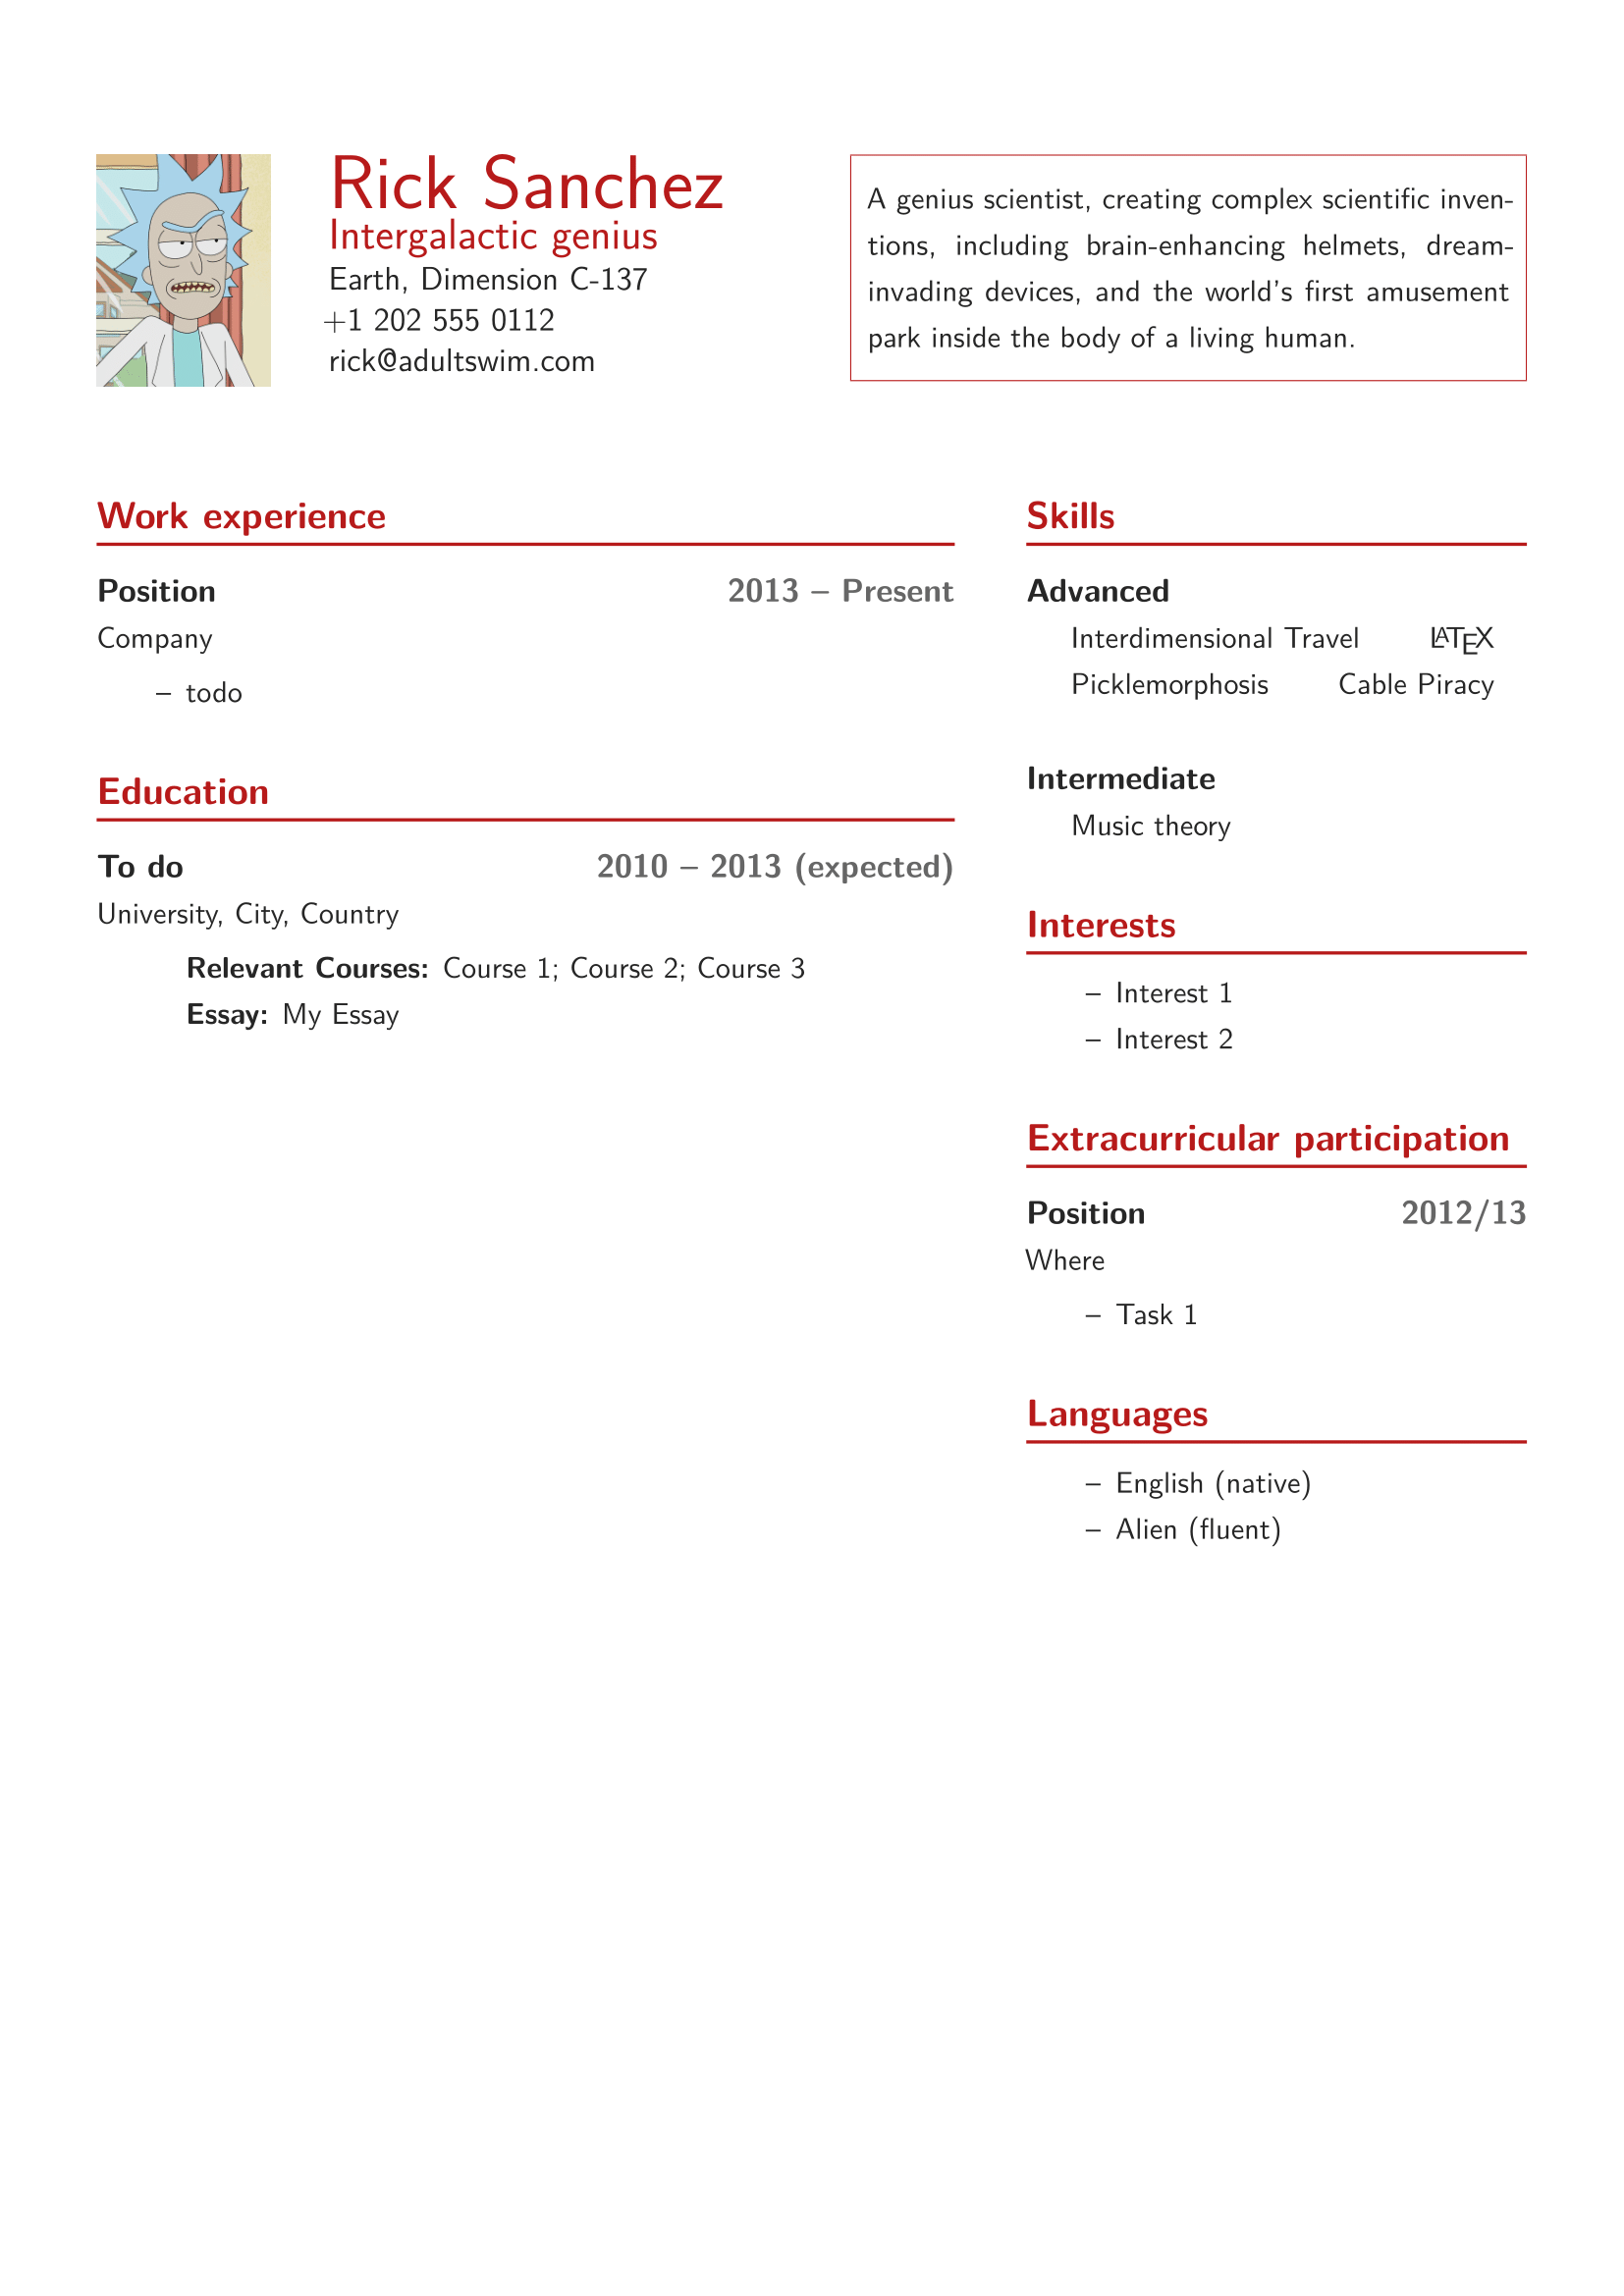 Rick Sanchez
Intergalactic genius
Earth, Dimension C-137
+1 202 555 0112
rick@adultswim.com
A genius scientist, creating complex scientific inven-
tions, including brain-enhancing helmets, dream-
invading devices, and the world's first amusement
park inside the body of a living human.
Work experience
Position 2013 – Present
Company
– todo
Education
To do 2010 – 2013 (expected)
University, City, Country
Relevant Courses: Course 1; Course 2; Course 3
Essay: My Essay
Skills
Advanced
Interdimensional Travel LATEX
Picklemorphosis Cable Piracy
Intermediate
Music theory
Interests
– Interest 1
– Interest 2
Extracurricular participation
Position 2012/13
Where
– Task 1
Languages
– English (native)
– Alien (fluent)